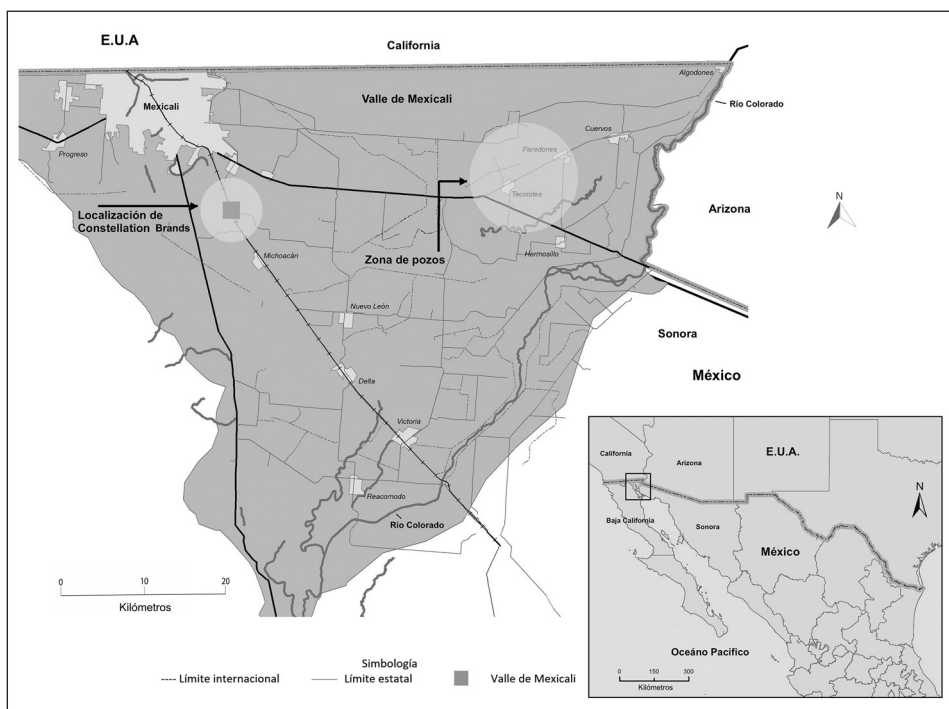 E.U.A
California
Algodones
Río Colorado
Valle de Mexicali
Mexicali
Progreso
Cuervos
Paredones
Tecolotes
Arizona
N
Localización de
Constellation Brands
Zona de pozos
Hermosillo
Michoacán
Nuevo León
Sonora
México
Delta
Victoria
Reacomodo
Río Colorado
0 10 20
Kilómetros
Simbología
Límite internacional
Límite estatal
Valle de Mexicali
California
Arizona
E.U.A.
N
Baja California
Sonora
México
Oceáno Pacífico
0 150 300
Kilómetros